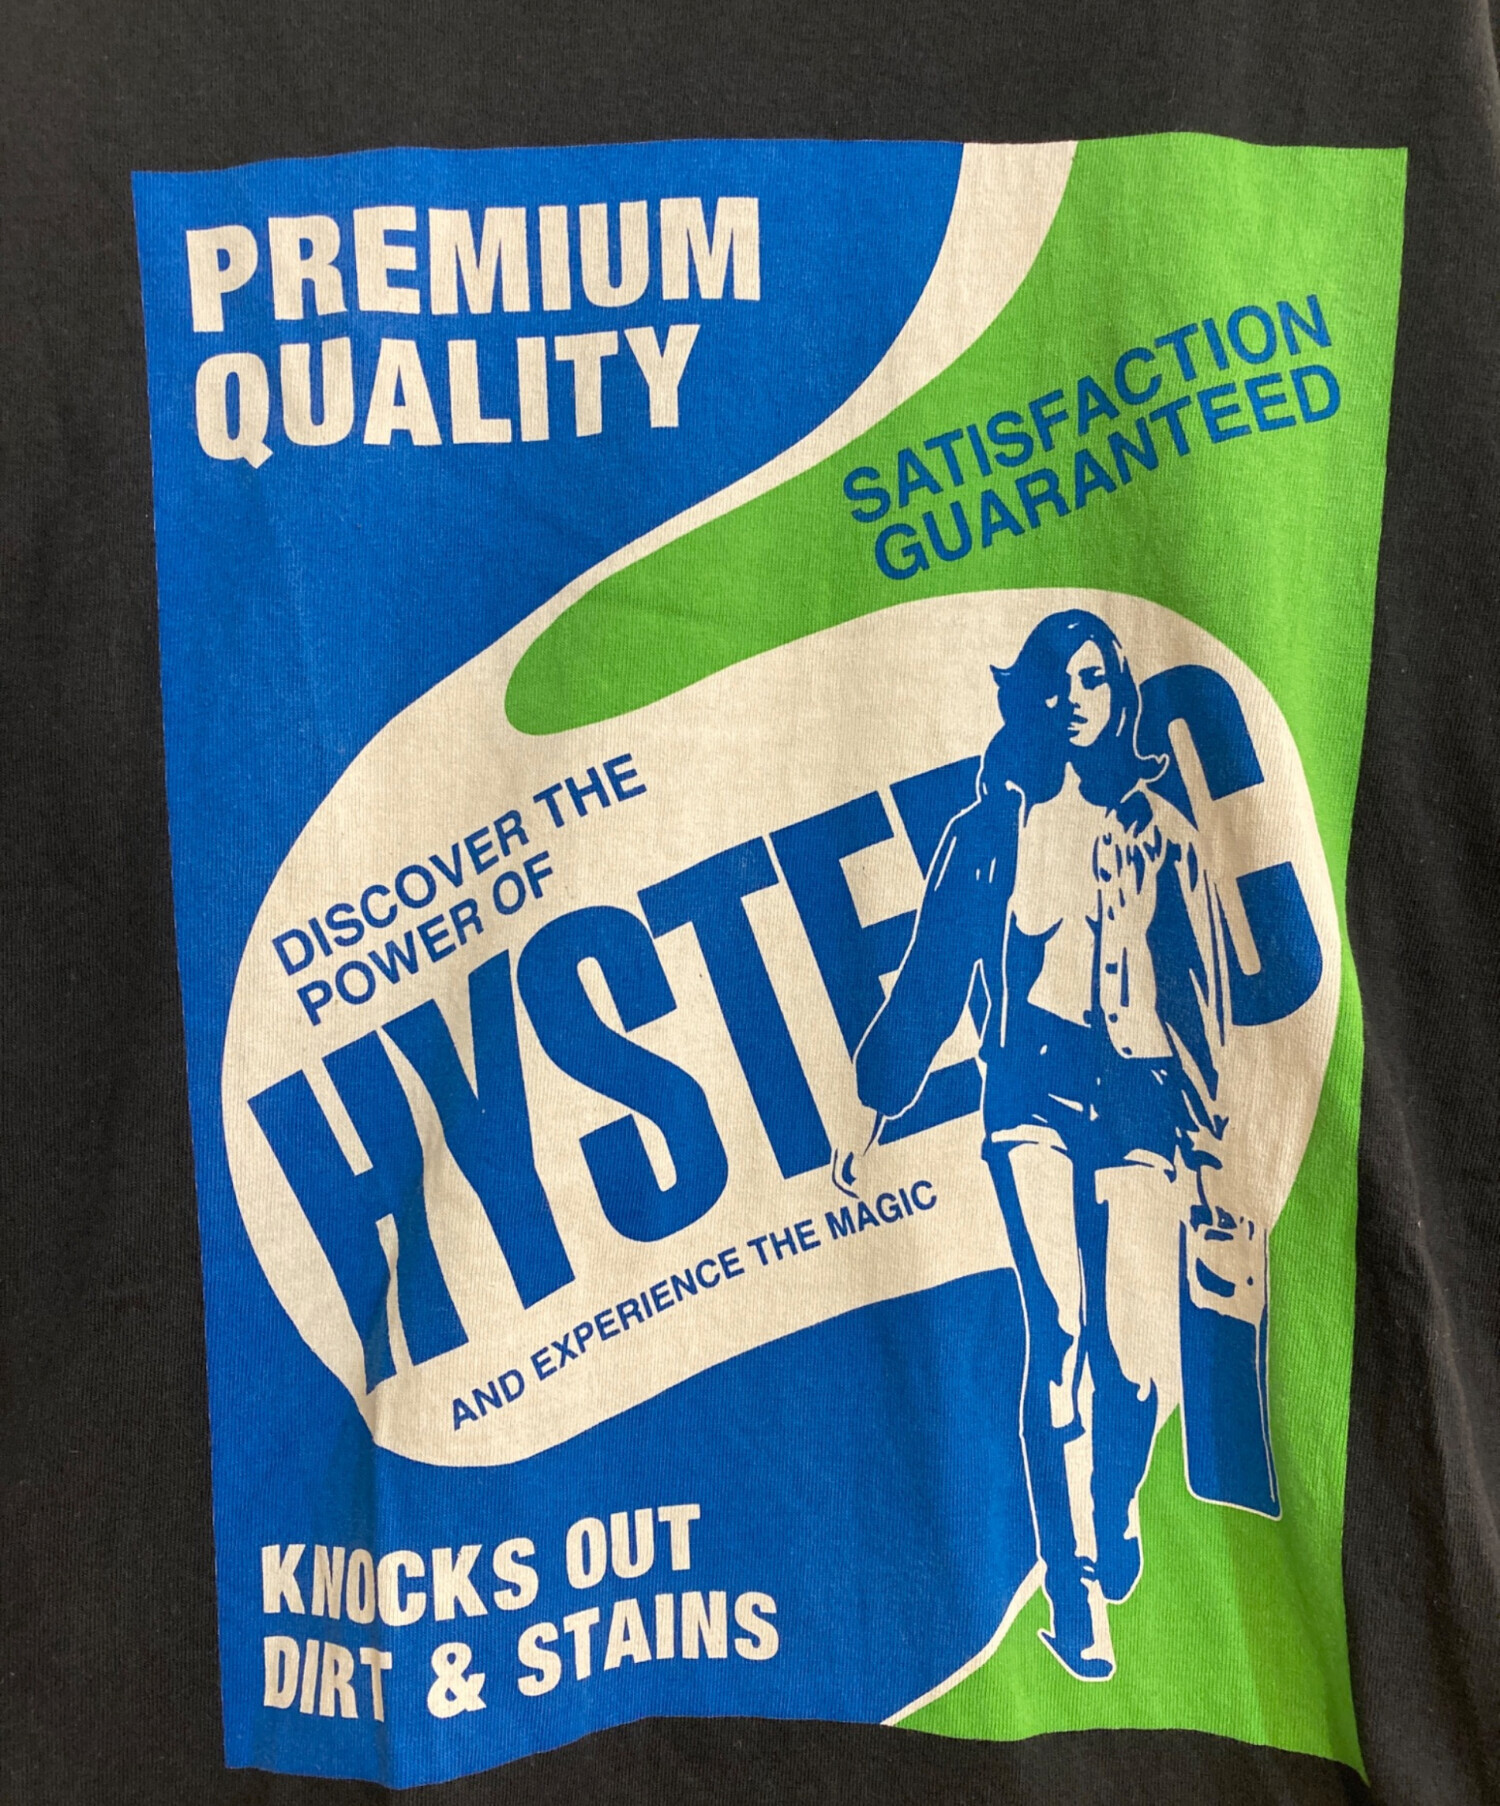 PREMIUM
QUALITY
SATISFACTION
GUARANTEED
DISCOVER THE
POWER OF
HYSTERIC
AND EXPERIENCE THE MAGIC
KNOCKS OUT
DIRT & STAINS